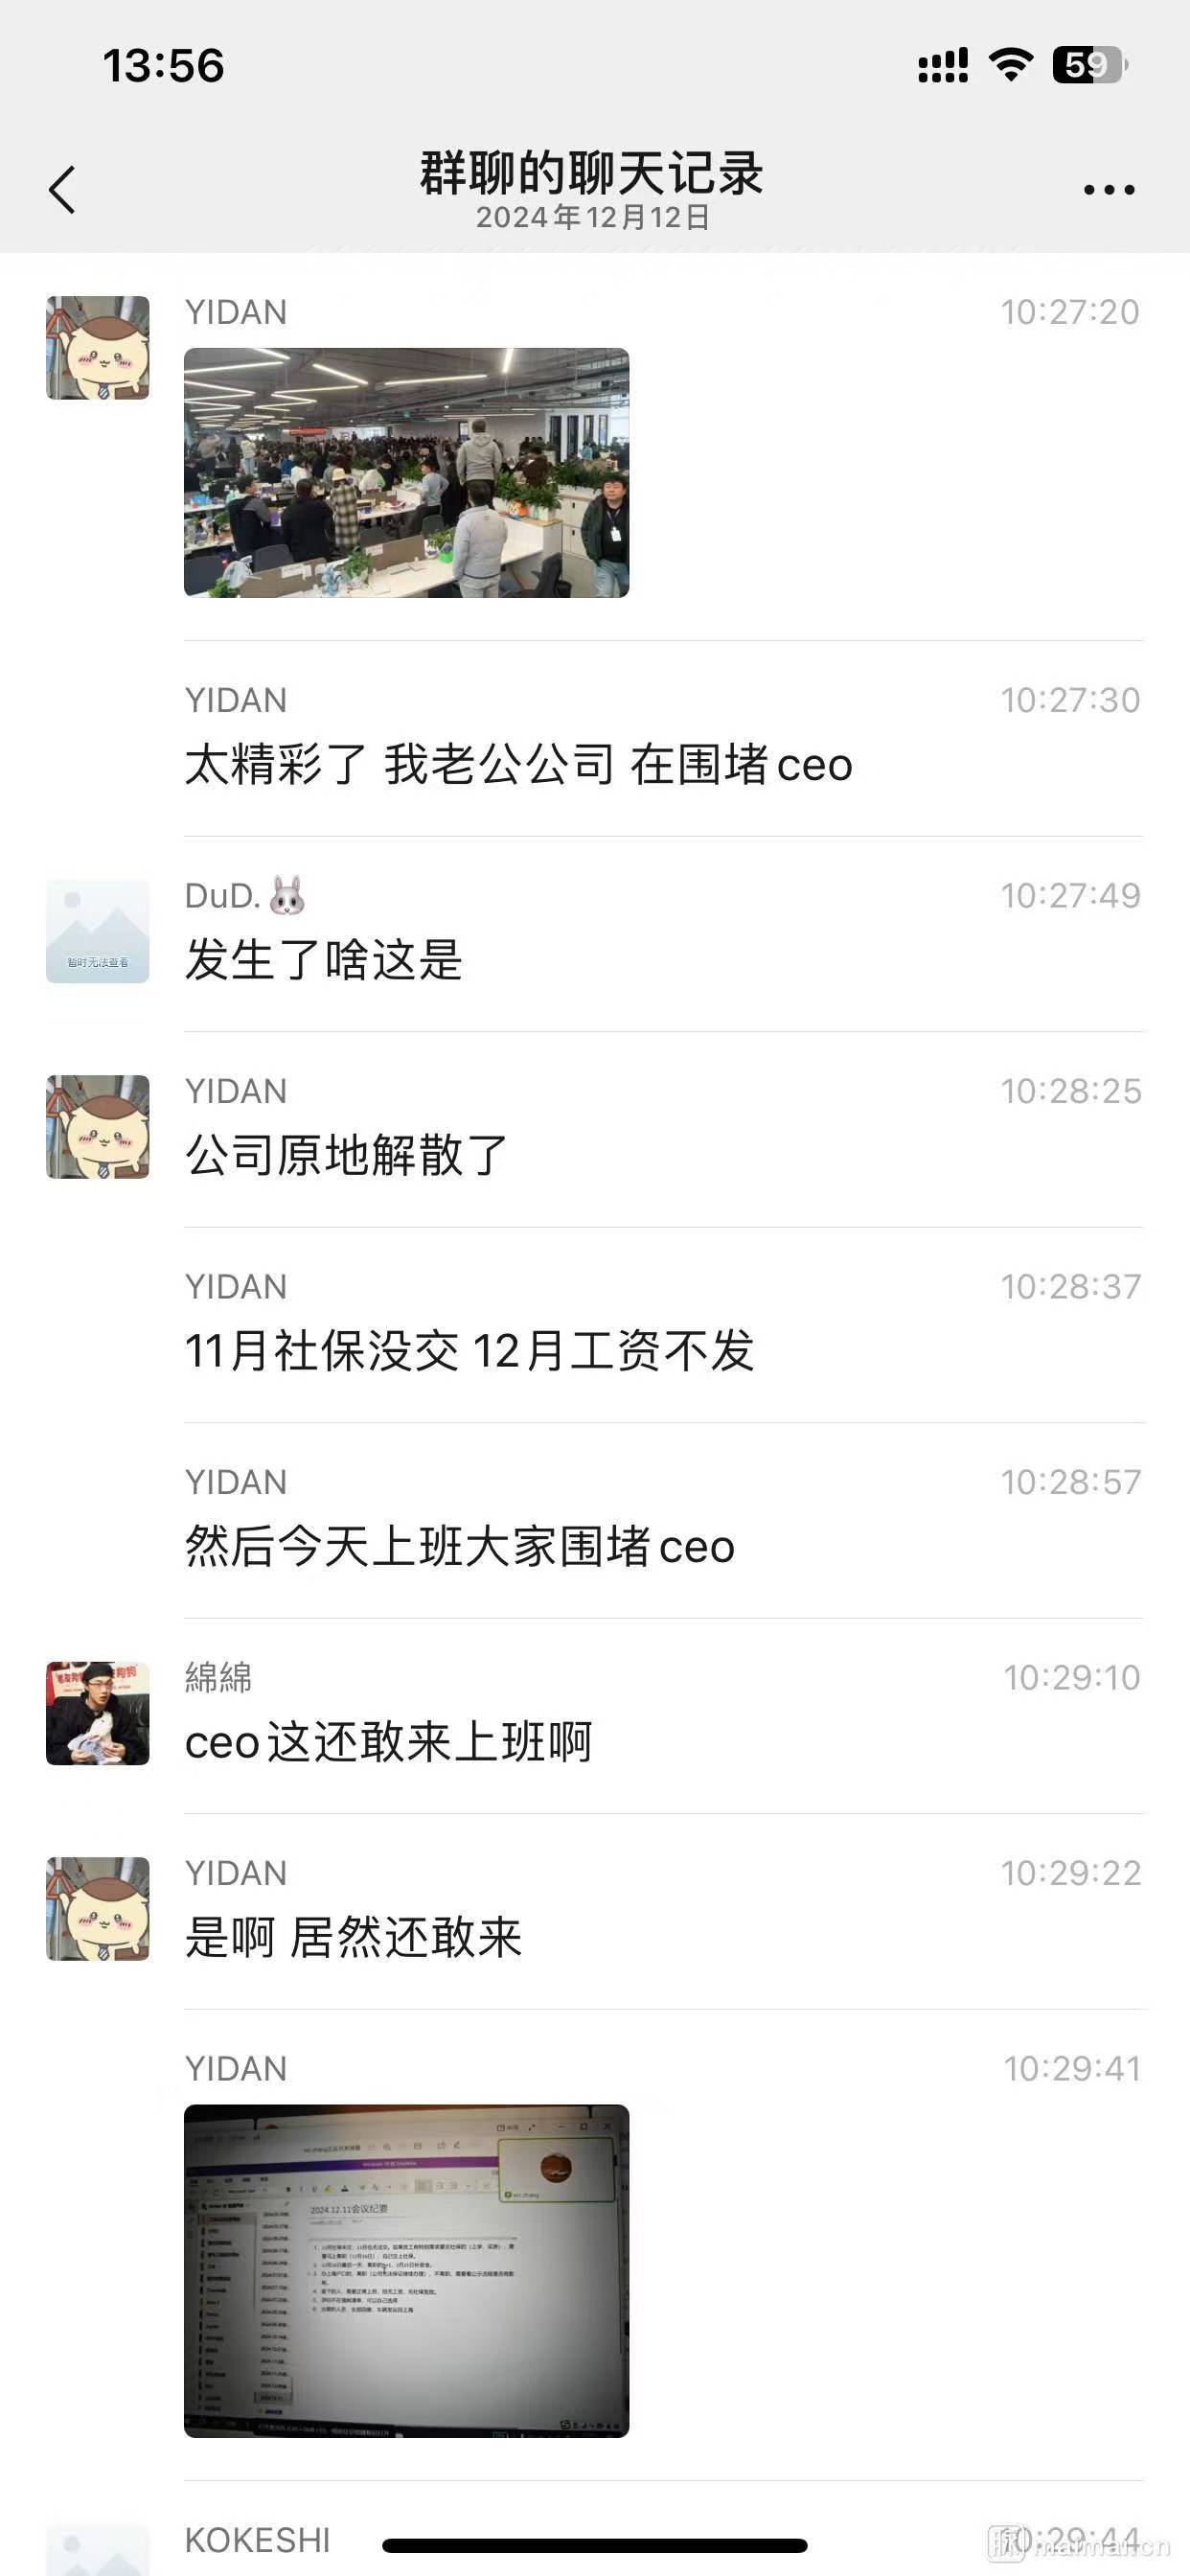 13:56
59
群聊的聊天记录
2024年12月12日
YIDAN
10:27:20
YIDAN
10:27:30
太精彩了 我老公公司 在围堵ceo
DuD.🐰
10:27:49
暂时无法查看
发生了啥这是
YIDAN
10:28:25
公司原地解散了
YIDAN
10:28:37
11月社保没交 12月工资不发
YIDAN
10:28:57
然后今天上班大家围堵ceo
綿綿
10:29:10
ceo这还敢来上班啊
YIDAN
10:29:22
是啊 居然还敢来
YIDAN
10:29:41
2024.12.11会议纪要
KOKESHI
10:29:44
maimai.cn